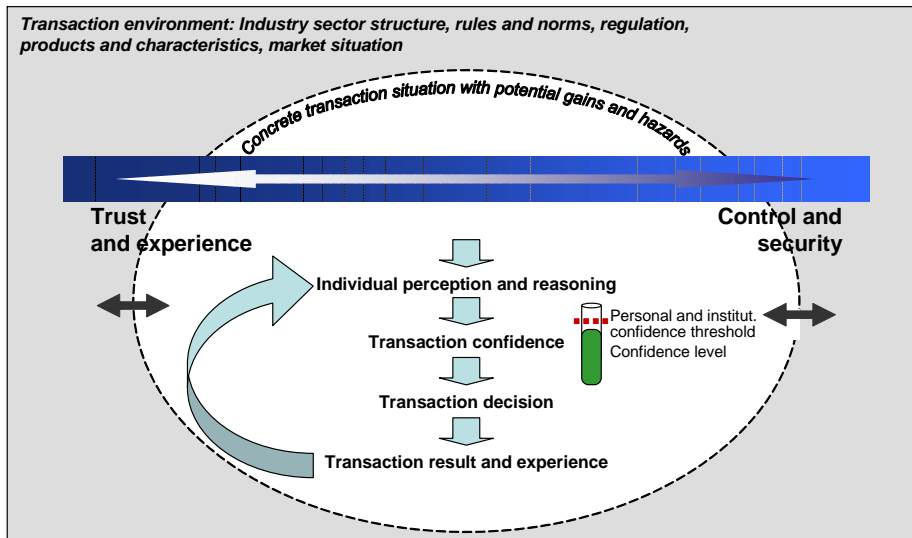 Transaction environment: Industry sector structure, rules and norms, regulation,
products and characteristics, market situation
Concrete transaction situation with potential gains and hazards
Trust
and experience
Control and
security
Individual perception and reasoning
Personal and institut.
confidence threshold
Transaction confidence
Confidence level
Transaction decision
Transaction result and experience